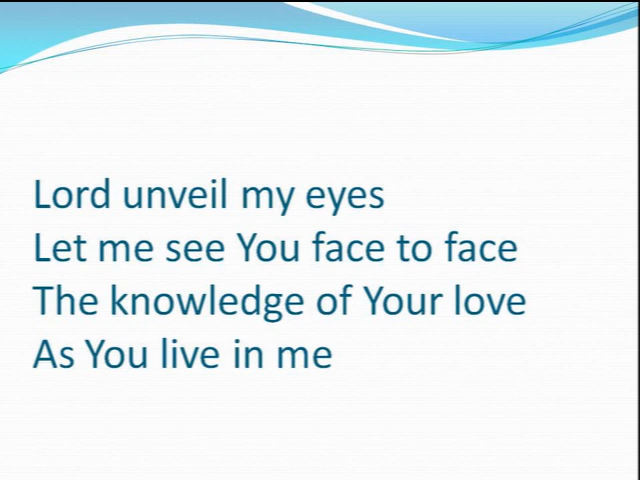 Lord unveil my eyes
Let me see You face to face
The knowledge of Your love
As You live in me